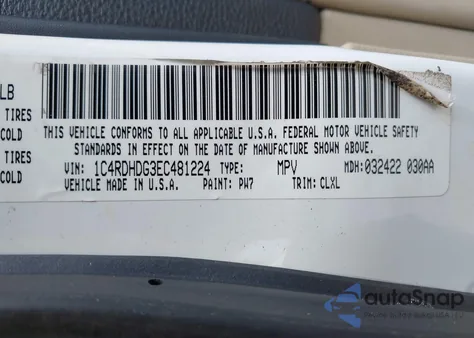 LB
TIRES
COLD
TIRES
COLD
THIS VEHICLE CONFORMS TO ALL APPLICABLE U.S.A. FEDERAL MOTOR VEHICLE SAFETY
STANDARDS IN EFFECT ON THE DATE OF MANUFACTURE SHOWN ABOVE.
VIN: 1C4RDHDG3EC481224 TYPE: MPV MDH: 032422 030AA
VEHICLE MADE IN U.S.A. PAINT: PW7 TRIM: CLXL
autoSnap